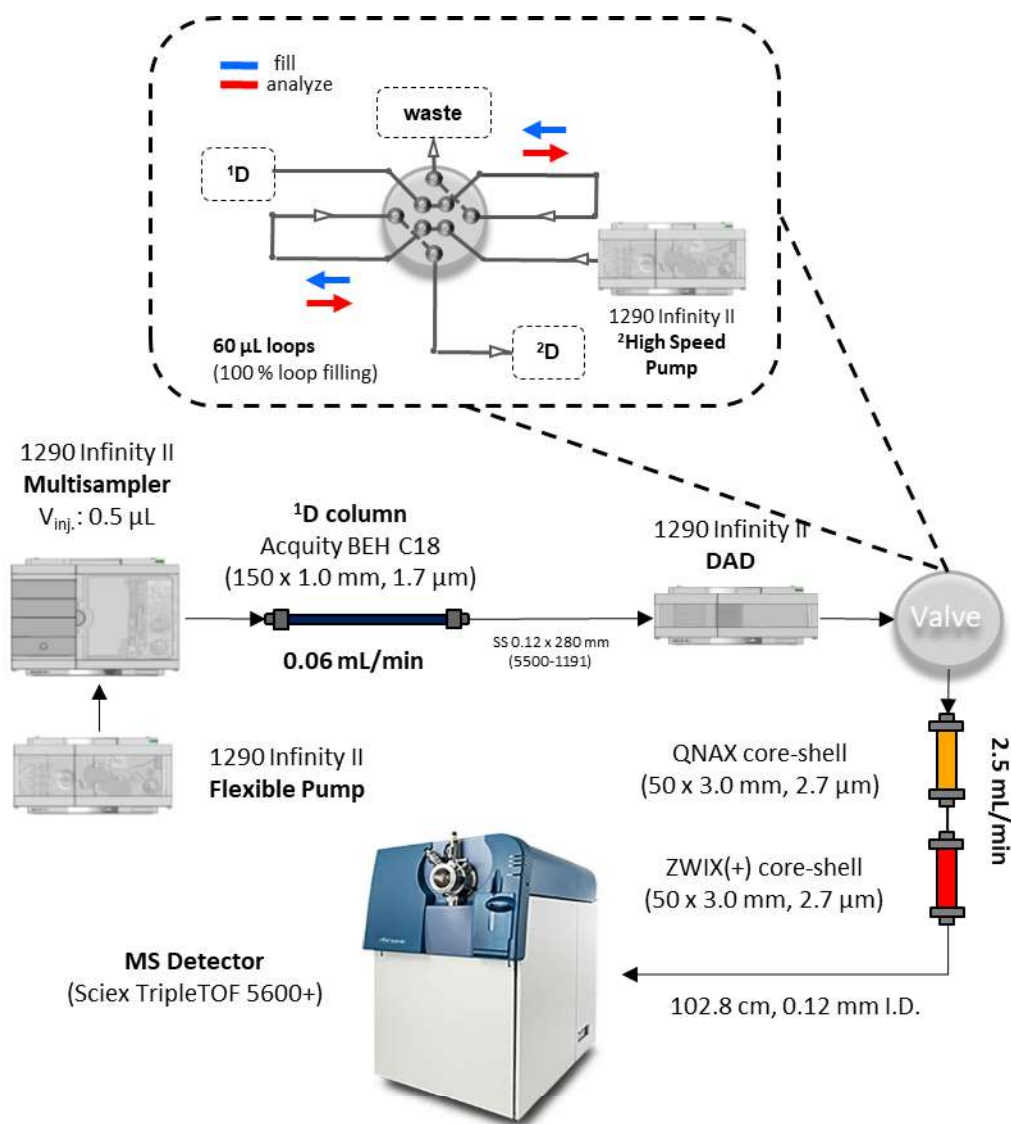 fill
analyze
waste
¹D
1290 Infinity II
²High Speed
Pump
60 µL loops
(100 % loop filling)
²D
1290 Infinity II
Multisampler
Vinj.: 0.5 µL
¹D column
Acquity BEH C18
(150 x 1.0 mm, 1.7 µm)
0.06 mL/min
SS 0.12 x 280 mm
(5500-1191)
1290 Infinity II
DAD
Valve
1290 Infinity II
Flexible Pump
QNAX core-shell
(50 x 3.0 mm, 2.7 µm)
2.5 mL/min
ZWIX(+) core-shell
(50 x 3.0 mm, 2.7 µm)
MS Detector
(Sciex TripleTOF 5600+)
102.8 cm, 0.12 mm I.D.